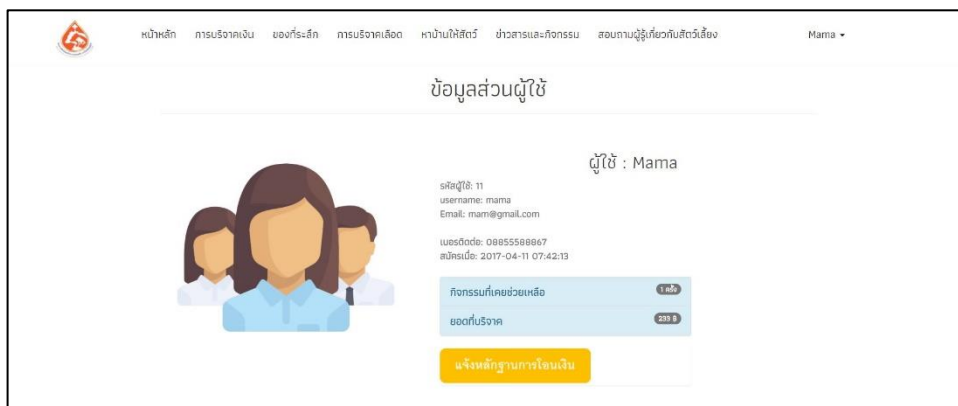 หน้าหลัก การบริจาคเงิน ของที่ระลึก การบริจาคเลือด หาบ้านให้สัตว์ ข่าวสารและกิจกรรม สอบถามผู้รู้เกี่ยวกับสัตว์เลี้ยง Mama
ข้อมูลส่วนผู้ใช้
ผู้ใช้ : Mama
รหัสผู้ใช้: 11
username: mama
Email: mam@gmail.com
เบอรติดต่อ: 08855588867
สมัครเมื่อ: 2017-04-11 07:42:13
กิจกรรมที่เคยช่วยเหลือ 1 ครั้ง
ยอดที่บริจาค 233 ฿
แจ้งหลักฐานการโอนเงิน